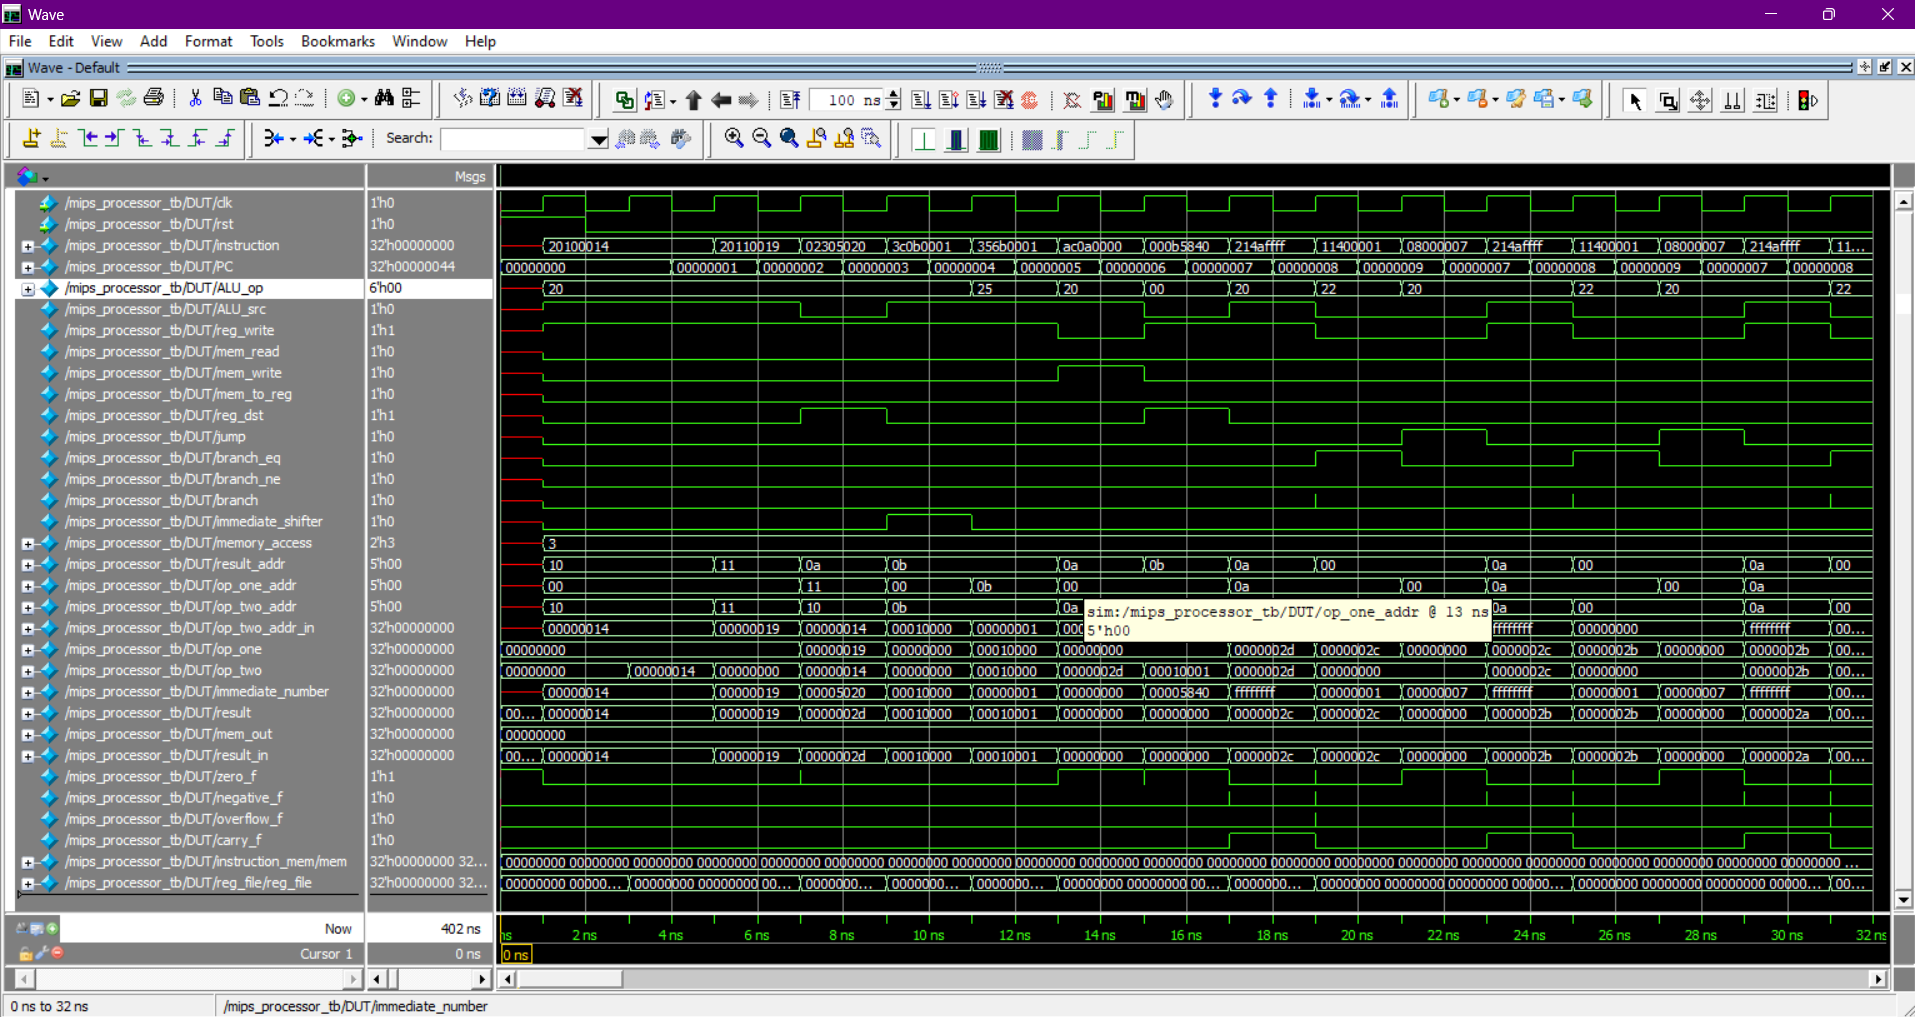 Wave
File Edit View Add Format Tools Bookmarks Window Help
Wave - Default
100 ns
Search:
Msgs
/mips_processor_tb/DUT/clk 1'h0
/mips_processor_tb/DUT/rst 1'h0
/mips_processor_tb/DUT/instruction 32'h00000000 20100014 20110019 02305020 3c0b0001 356b0001 ac0a0000 000b5840 214affff 11400001 08000007 214affff 11400001 08000007 214affff 11...
/mips_processor_tb/DUT/PC 32'h00000044 00000000 00000001 00000002 00000003 00000004 00000005 00000006 00000007 00000008 00000009 00000007 00000008 00000009 00000007 00000008
/mips_processor_tb/DUT/ALU_op 6'h00 20 25 20 00 20 22 20 22 20 22
/mips_processor_tb/DUT/ALU_src 1'h0
/mips_processor_tb/DUT/reg_write 1'h1
/mips_processor_tb/DUT/mem_read 1'h0
/mips_processor_tb/DUT/mem_write 1'h0
/mips_processor_tb/DUT/mem_to_reg 1'h0
/mips_processor_tb/DUT/reg_dst 1'h1
/mips_processor_tb/DUT/jump 1'h0
/mips_processor_tb/DUT/branch_eq 1'h0
/mips_processor_tb/DUT/branch_ne 1'h0
/mips_processor_tb/DUT/branch 1'h0
/mips_processor_tb/DUT/immediate_shifter 1'h0
/mips_processor_tb/DUT/memory_access 2'h3 3
/mips_processor_tb/DUT/result_addr 5'h00 10 11 0a 0b 0a 0b 0a 00 0a 00 0a 00
/mips_processor_tb/DUT/op_one_addr 5'h00 00 11 00 0b 00 0a 00 0a 00 0a
/mips_processor_tb/DUT/op_two_addr 5'h00 10 11 10 0b 0a 0a 00 0a 00
sim:/mips_processor_tb/DUT/op_one_addr @ 13 ns
5'h00
/mips_processor_tb/DUT/op_two_addr_in 32'h00000000 00000014 00000019 00000014 00010000 00000001 000 ffffffff 00000000 ffffffff 00...
/mips_processor_tb/DUT/op_one 32'h00000000 00000000 00000019 00000000 00010000 00000000 0000002d 0000002c 00000000 0000002c 0000002b 00000000 0000002b 00...
/mips_processor_tb/DUT/op_two 32'h00000000 00000000 00000014 00000000 00000014 00000000 00010000 0000002d 00010001 0000002d 00000000 0000002c 00000000 0000002b 00...
/mips_processor_tb/DUT/immediate_number 32'h00000000 00000014 00000019 00005020 00010000 00000001 00000000 00005840 ffffffff 00000001 00000007 ffffffff 00000001 00000007 ffffffff 00...
/mips_processor_tb/DUT/result 32'h00000000 00... 00000014 00000019 0000002d 00010000 00010001 00000000 00000000 0000002c 0000002c 00000000 0000002b 0000002b 00000000 0000002a 00...
/mips_processor_tb/DUT/mem_out 32'h00000000 00000000
/mips_processor_tb/DUT/result_in 32'h00000000 00... 00000014 00000019 0000002d 00010000 00010001 00000000 00000000 0000002c 0000002c 00000000 0000002b 0000002b 00000000 0000002a 00...
/mips_processor_tb/DUT/zero_f 1'h1
/mips_processor_tb/DUT/negative_f 1'h0
/mips_processor_tb/DUT/overflow_f 1'h0
/mips_processor_tb/DUT/carry_f 1'h0
/mips_processor_tb/DUT/instruction_mem/mem 32'h00000000 32... 00000000 00000000 00000000 00000000 00000000 00000000 00000000 00000000 00000000 00000000 00000000 00000000 00000000 00000000 00000000 00000000 00000000 00000000 00000000 00000000 00000000 ...
/mips_processor_tb/DUT/reg_file/reg_file 32'h00000000 32... 00000000 00000... 00000000 00000000 00... 0000000... 0000000... 0000000... 00000000 00000000 00... 0000000... 00000000 00000000 00000000 00000... 00000000 00000000 00000000 00000... 00...
Now 402 ns
ns 2 ns 4 ns 6 ns 8 ns 10 ns 12 ns 14 ns 16 ns 18 ns 20 ns 22 ns 24 ns 26 ns 28 ns 30 ns 32 ns
Cursor 1 0 ns 0 ns
0 ns to 32 ns /mips_processor_tb/DUT/immediate_number